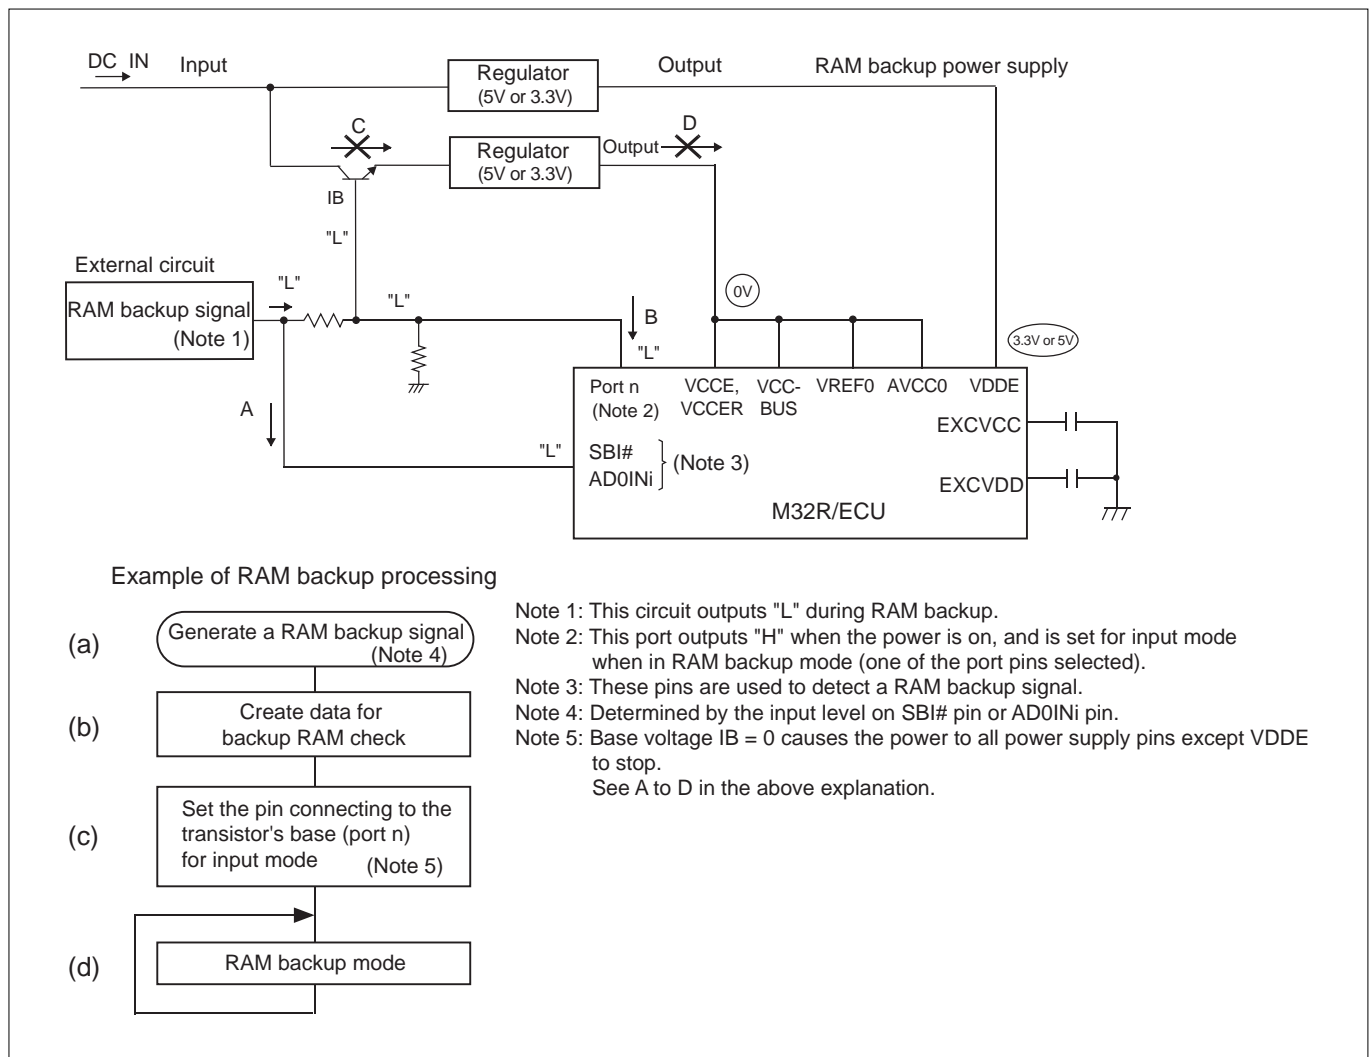 DC IN
Input
Regulator
(5V or 3.3V)
Output
RAM backup power supply
C
Regulator
(5V or 3.3V)
Output
D
IB
"L"
External circuit
RAM backup signal
(Note 1)
"L"
"L"
B
"L"
0V
3.3V or 5V
A
"L"
Port n
(Note 2)
VCCE,
VCCER
VCC-
BUS
VREF0
AVCC0
VDDE
EXCVCC
SBI#
AD0INi
(Note 3)
EXCVDD
M32R/ECU
Example of RAM backup processing
(a)
Generate a RAM backup signal
(Note 4)
(b)
Create data for
backup RAM check
(c)
Set the pin connecting to the
transistor's base (port n)
for input mode
(Note 5)
(d)
RAM backup mode
Note 1: This circuit outputs "L" during RAM backup.
Note 2: This port outputs "H" when the power is on, and is set for input mode
when in RAM backup mode (one of the port pins selected).
Note 3: These pins are used to detect a RAM backup signal.
Note 4: Determined by the input level on SBI# pin or AD0INi pin.
Note 5: Base voltage IB = 0 causes the power to all power supply pins except VDDE
to stop.
See A to D in the above explanation.